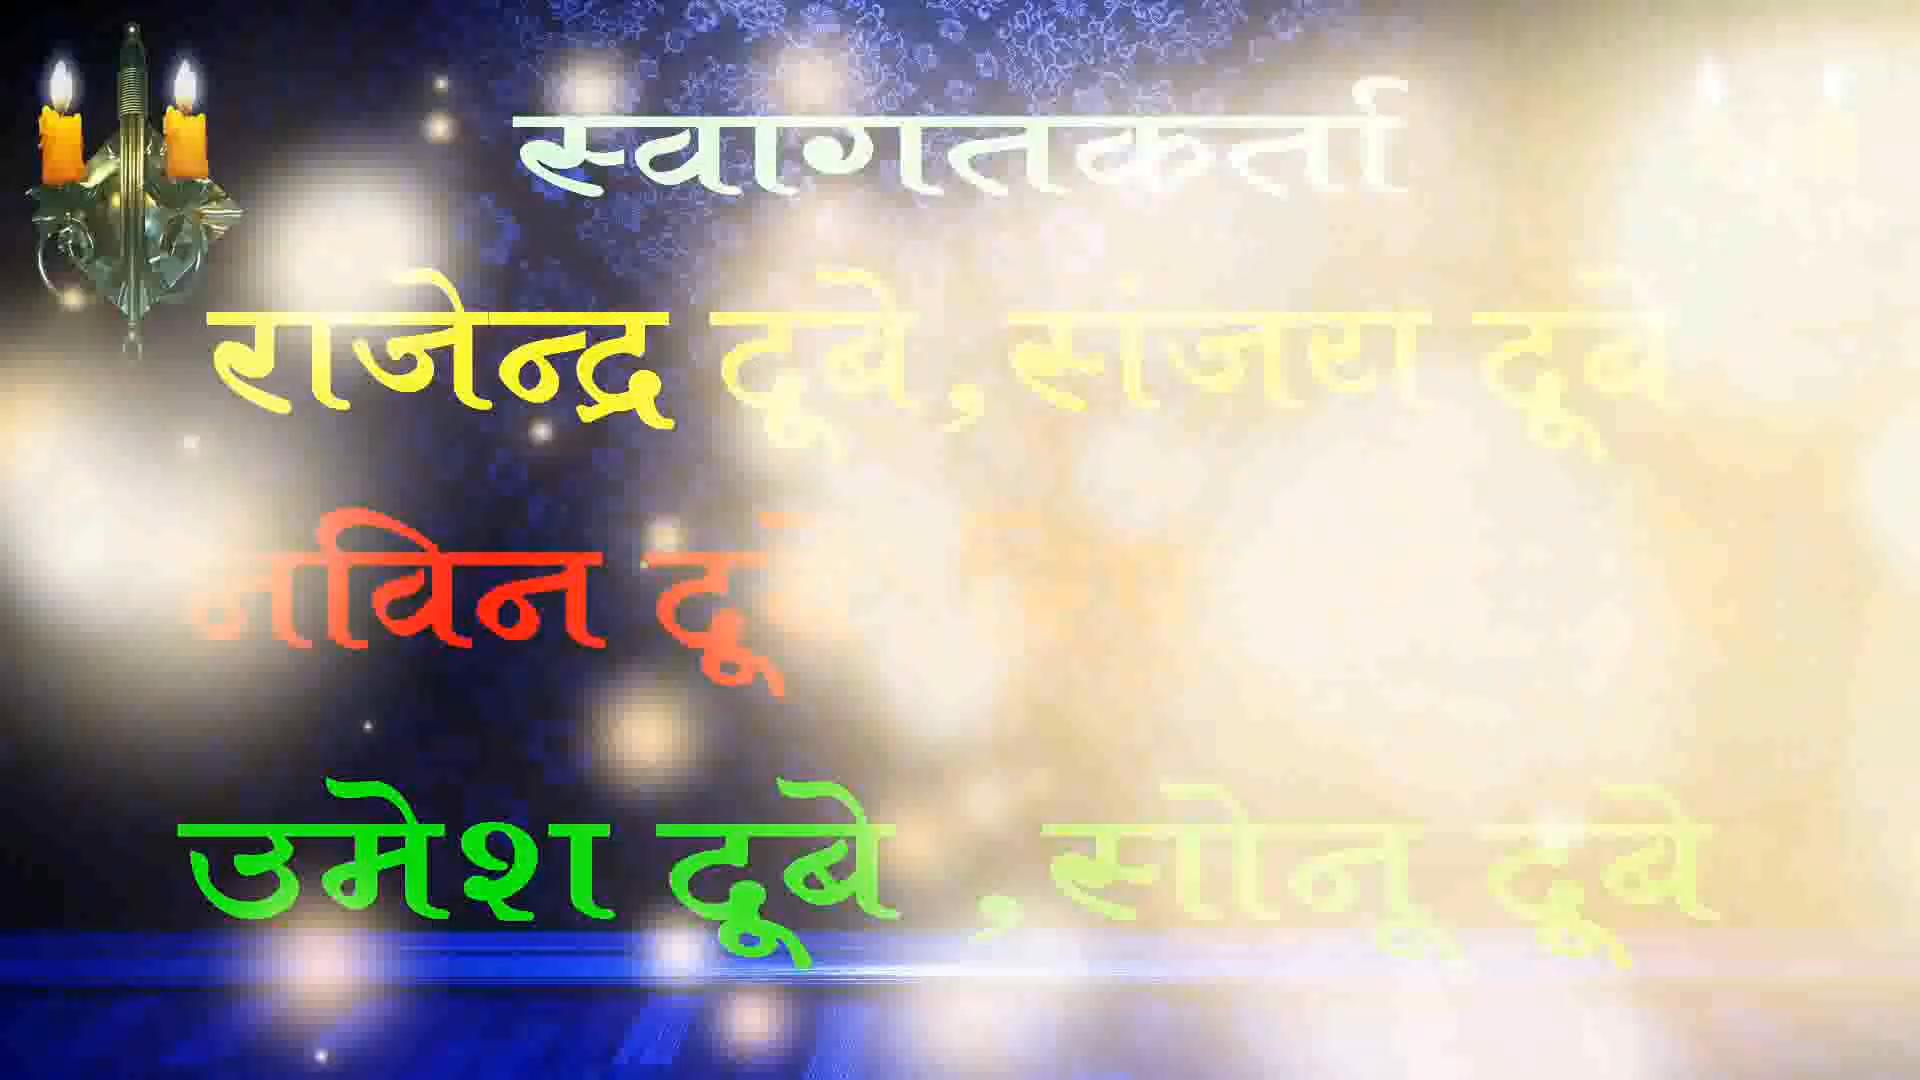 स्वागतकर्ता
राजेन्द्र दूबे ,संजय दूबे
नविन दूबे
उमेश दूबे ,सोनू दूबे